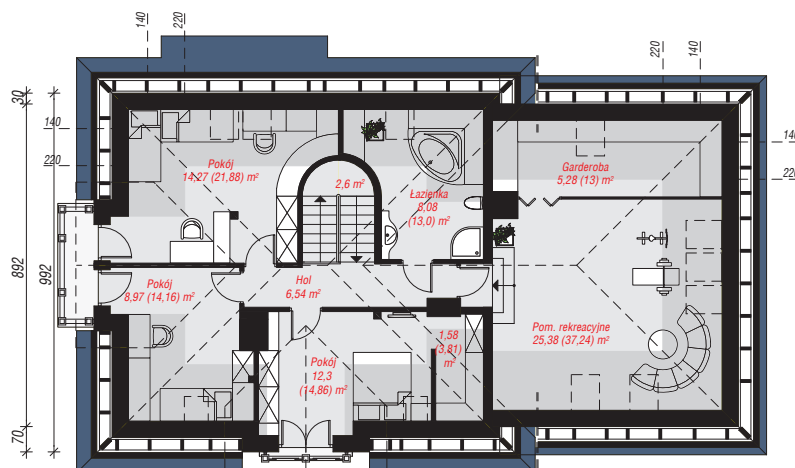 140
220
220
140
30
140
220
892
992
70
140
220
Pokój
14,27 (21,88) m²
2,6 m²
Łazienka
8,08
(13,0) m²
Garderoba
5,28 (13) m²
Pokój
8,97 (14,16) m²
Hol
6,54 m²
Pokój
12,3
(14,86) m²
1,58
(3,81)
m²
Pom. rekreacyjne
25,38 (37,24) m²